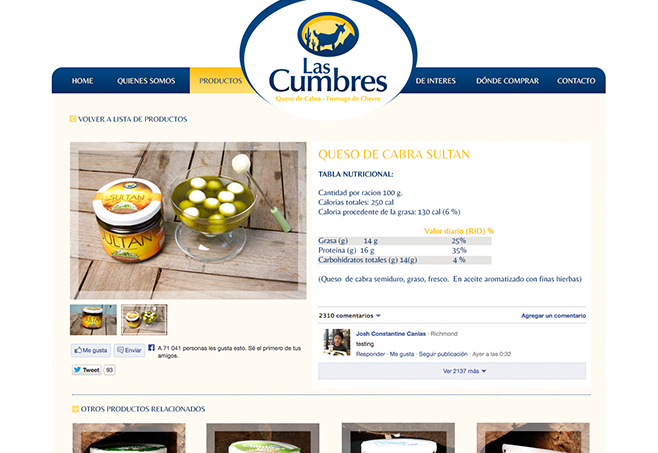 Las
Cumbres
Queso de Cabra - Fromage de Chevre
HOME QUIENES SOMOS PRODUCTOS DE INTERES DÓNDE COMPRAR CONTACTO
VOLVER A LISTA DE PRODUCTOS
SULTAN
SULTAN
QUESO DE CABRA SULTAN
TABLA NUTRICIONAL:
Cantidad por racion 100 g.
Calorias totales: 250 cal
Caloria procedente de la grasa: 130 cal (6 %)
Valor diario (RID) %
Grasa (g) 14 g 25%
Proteina (g) 16 g 35%
Carbohidratos totales (g) 14(g) 4 %
(Queso de cabra semiduro, graso, fresco. En aceite aromatizado con finas hierbas)
2310 comentarios Agregar un comentario
Josh Constantine Canlas · Richmond
testing
Responder · Me gusta · Seguir publicación · Ayer a las 0:32
Ver 2137 más
Me gusta Enviar A 71 041 personas les gusta esto. Sé el primero de tus
amigos.
Tweet 93
OTROS PRODUCTOS RELACIONADOS